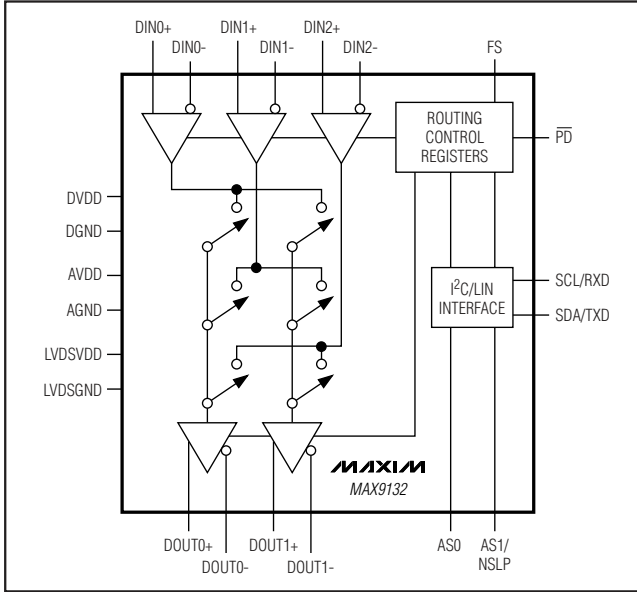 DIN0+
DIN0-
DIN1+
DIN1-
DIN2+
DIN2-
FS
ROUTING
CONTROL
REGISTERS
PD
DVDD
DGND
AVDD
AGND
LVDSVDD
LVDSGND
I²C/LIN
INTERFACE
SCL/RXD
SDA/TXD
MAXIM
MAX9132
DOUT0+
DOUT0-
DOUT1+
DOUT1-
AS0
AS1/
NSLP